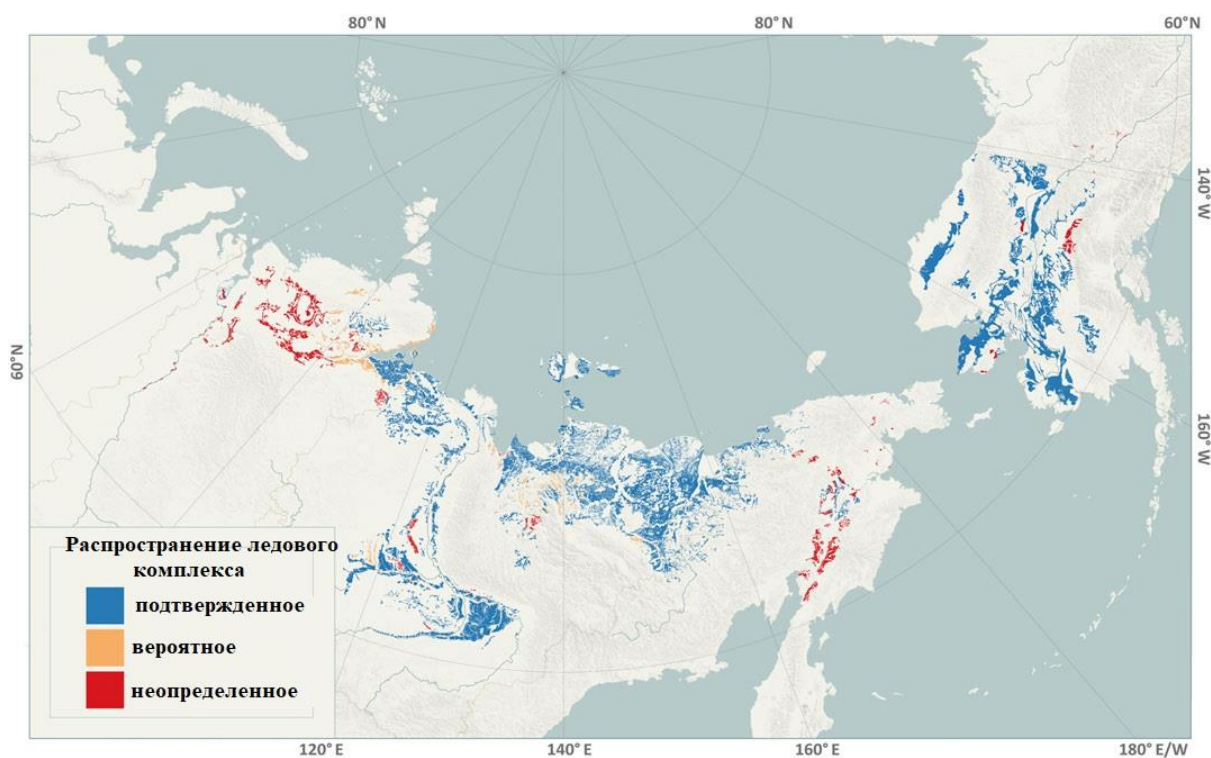 80° N
80° N
60° N
140° W
60°N
160° W
Распространение ледового
комплекса
подтвержденное
вероятное
неопределенное
120° E
140° E
160° E
180° E/W